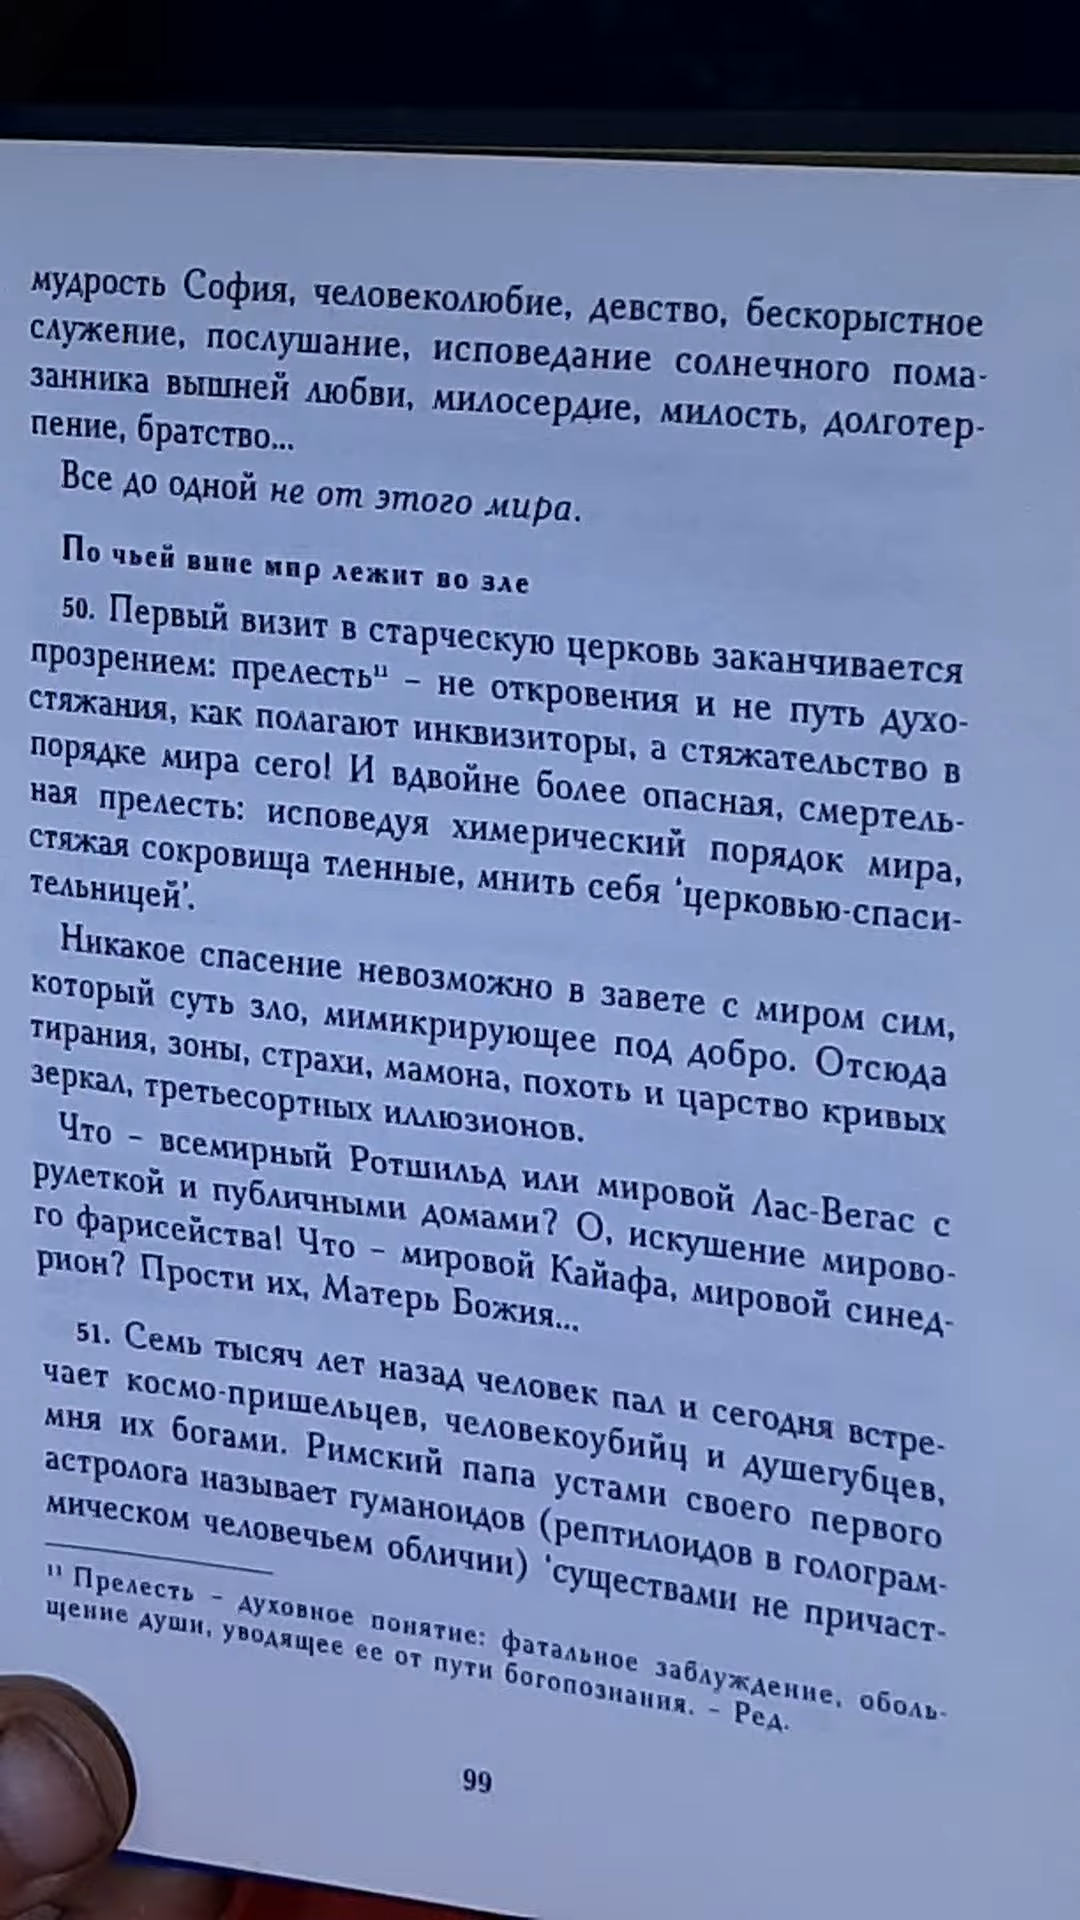 мудрость София, человеколюбие, девство, бескорыстное
служение, послушание, исповедание солнечного пома-
занника вышней любви, милосердие, милость, долготер-
пение, братство...
Все до одной не от этого мира.
По чьей вине мир лежит во зле
50. Первый визит в старческую церковь заканчивается
прозрением: прелесть¹¹ – не откровения и не путь духо-
стяжания, как полагают инквизиторы, а стяжательство в
порядке мира сего! И вдвойне более опасная, смертель-
ная прелесть: исповедуя химерический порядок мира,
стяжая сокровища тленные, мнить себя 'церковью-спаси-
тельницей'.
Никакое спасение невозможно в завете с миром сим,
который суть зло, мимикрирующее под добро. Отсюда
тирания, зоны, страхи, мамона, похоть и царство кривых
зеркал, третьесортных иллюзионов.
Что – всемирный Ротшильд или мировой Лас-Вегас с
рулеткой и публичными домами? О, искушение мирово-
го фарисейства! Что – мировой Кайафа, мировой синед-
рион? Прости их, Матерь Божия...
51. Семь тысяч лет назад человек пал и сегодня встре-
чает космо-пришельцев, человекоубийц и душегубцев,
мня их богами. Римский папа устами своего первого
астролога называет гуманоидов (рептилоидов в гологram-
мическом человечьем обличии) 'существами не причаст-
¹¹ Прелесть – духовное понятие: фатальное заблуждение, оболь-
щение души, уводящее ее от пути богопознания. – Ред.
99